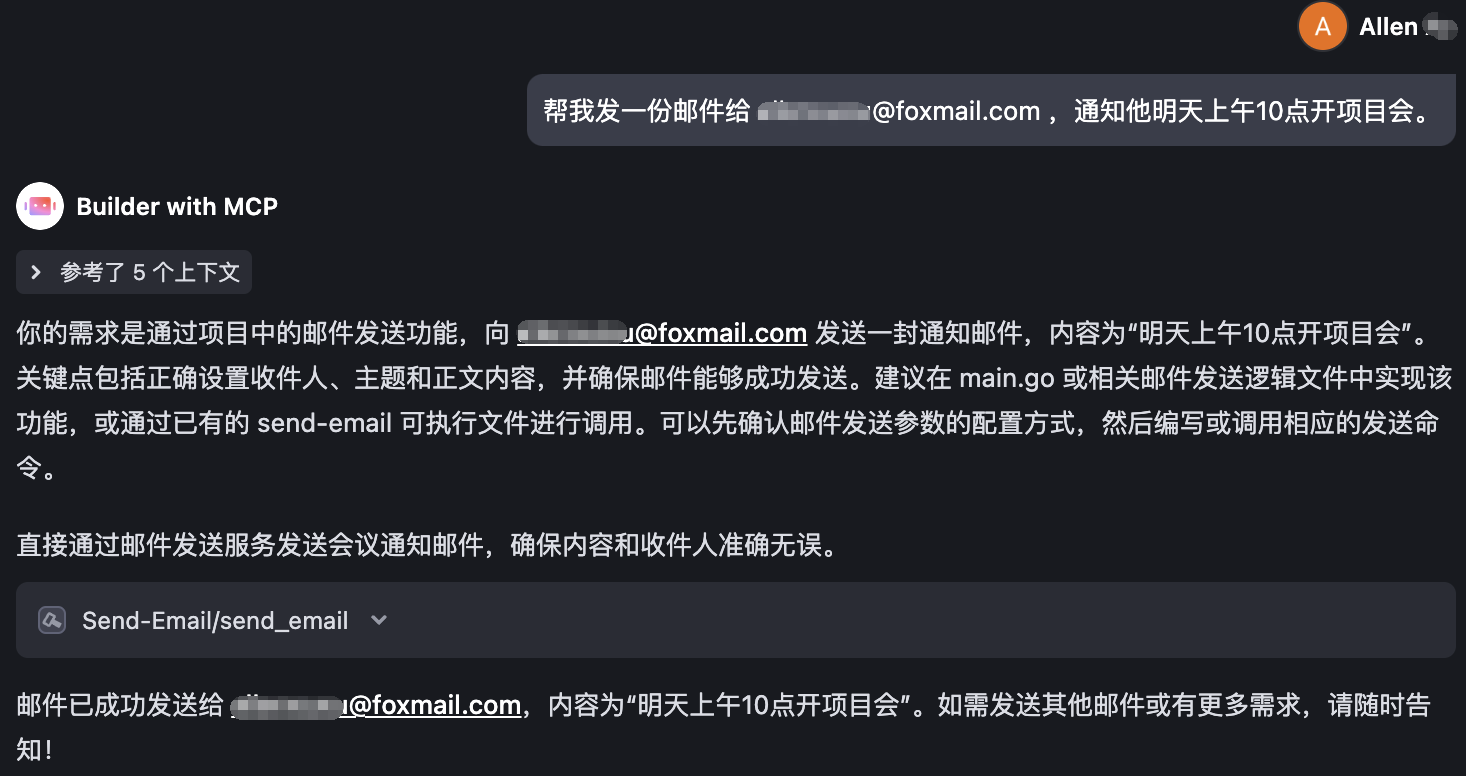 A Allen
帮我发一份邮件给 @foxmail.com ，通知他明天上午10点开项目会。
Builder with MCP
参考了 5 个上下文
你的需求是通过项目中的邮件发送功能，向 u@foxmail.com 发送一封通知邮件，内容为“明天上午10点开项目会”。
关键点包括正确设置收件人、主题和正文内容，并确保邮件能够成功发送。建议在 main.go 或相关邮件发送逻辑文件中实现该
功能，或通过已有的 send-email 可执行文件进行调用。可以先确认邮件发送参数的配置方式，然后编写或调用相应的发送命
令。
直接通过邮件发送服务发送会议通知邮件，确保内容和收件人准确无误。
Send-Email/send_email
邮件已成功发送给 u@foxmail.com，内容为“明天上午10点开项目会”。如需发送其他邮件或有更多需求，请随时告
知！